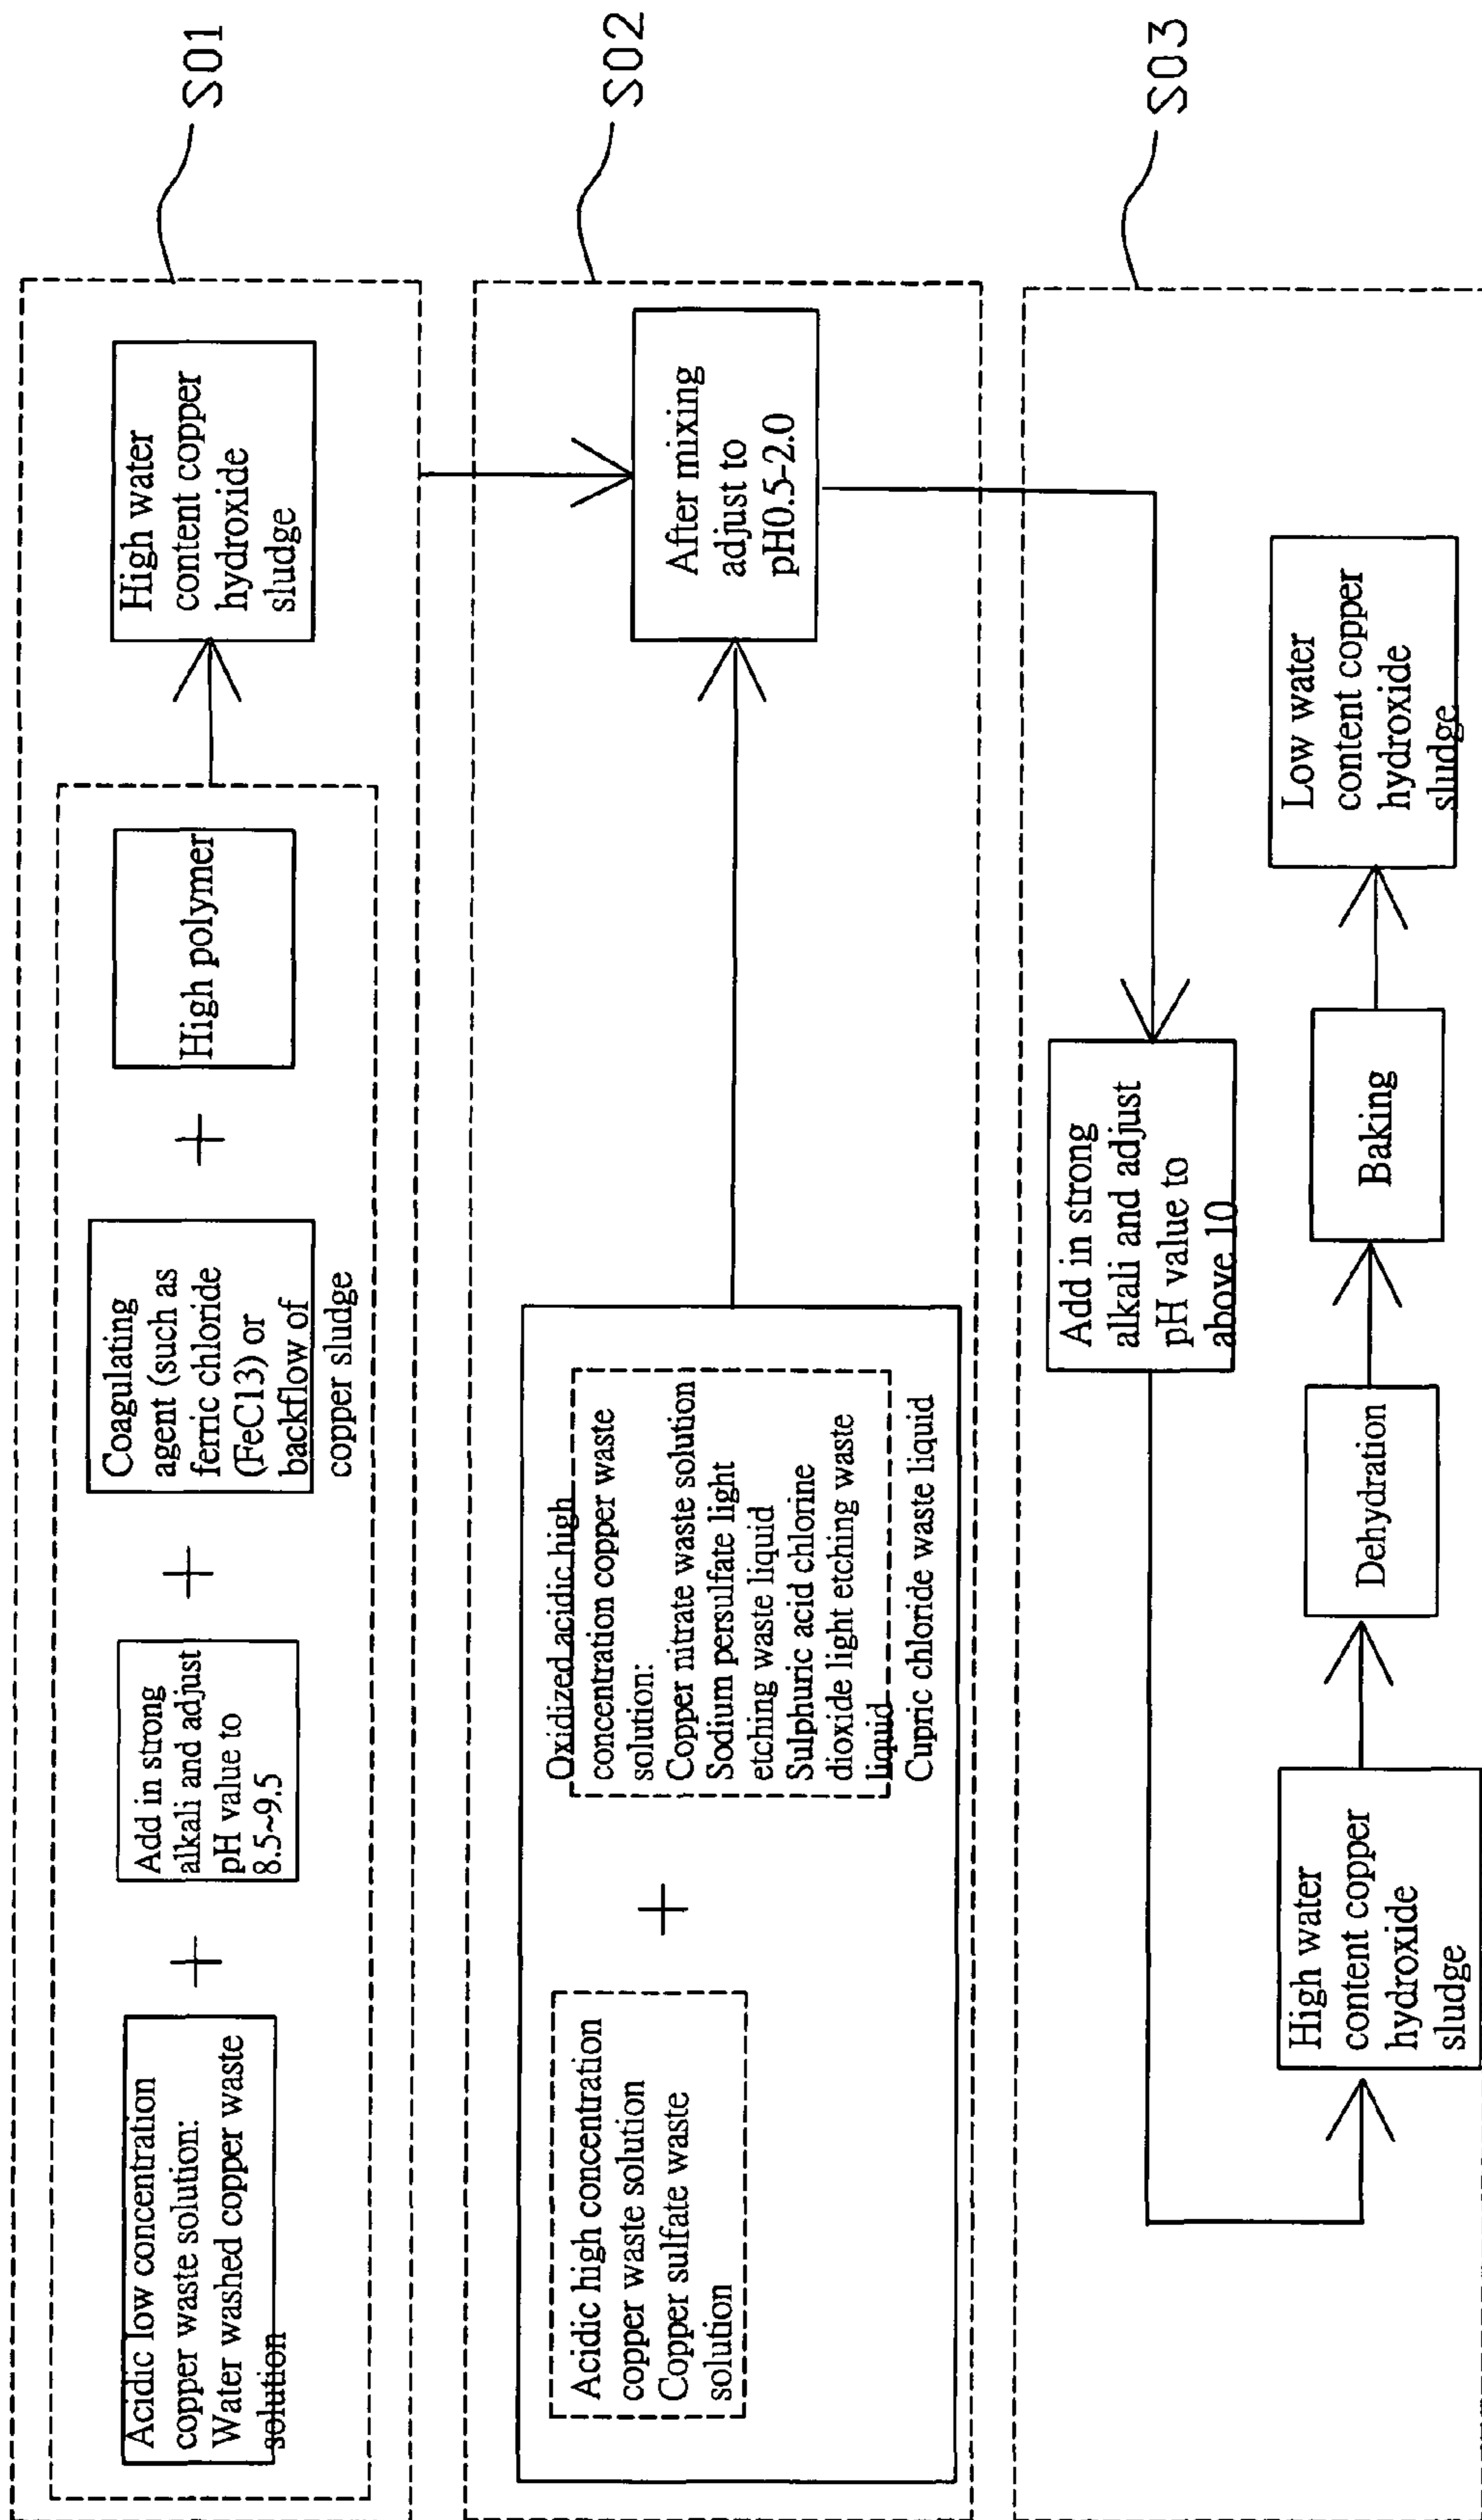 Acidic low concentration
copper waste solution:
Water washed copper waste
solution
+
Add in strong
alkali and adjust
pH value to
8.5~9.5
+
Coagulating
agent (such as
ferric chloride
(FeCl3) or
backflow of
copper sludge
+
High polymer
High water
content copper
hydroxide
sludge
S01
Acidic high concentration
copper waste solution
Copper sulfate waste
solution
+
Oxidized acidic high
concentration copper waste
solution:
Copper nitrate waste solution
Sodium persulfate light
etching waste liquid
Sulphuric acid chlorine
dioxide light etching waste
liquid
Cupric chloride waste liquid
After mixing
adjust to
pH0.5-2.0
S02
Add in strong
alkali and adjust
pH value to
above 10
High water
content copper
hydroxide
sludge
Dehydration
Baking
Low water
content copper
hydroxide
sludge
S03